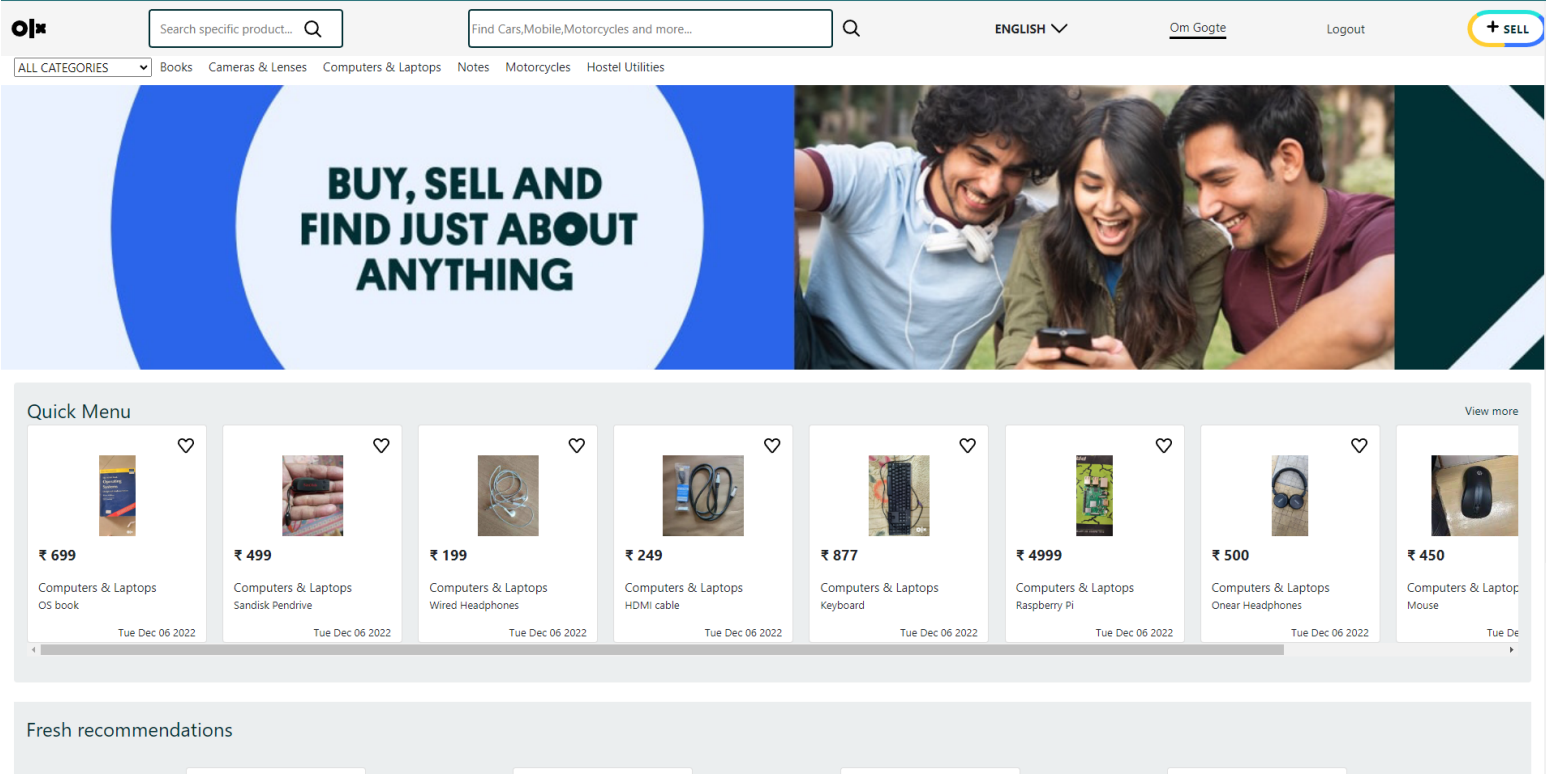 olx
Search specific product...
Find Cars,Mobile,Motorcycles and more...
ENGLISH
Om Gogte
Logout
+ SELL
ALL CATEGORIES
Books
Cameras & Lenses
Computers & Laptops
Notes
Motorcycles
Hostel Utilities
BUY, SELL AND
FIND JUST ABOUT
ANYTHING
Quick Menu
View more
Operating
Systems
₹ 699
Computers & Laptops
OS book
Tue Dec 06 2022
₹ 499
Computers & Laptops
Sandisk Pendrive
Tue Dec 06 2022
₹ 199
Computers & Laptops
Wired Headphones
Tue Dec 06 2022
₹ 249
Computers & Laptops
HDMI cable
Tue Dec 06 2022
₹ 877
Computers & Laptops
Keyboard
Tue Dec 06 2022
₹ 4999
Computers & Laptops
Raspberry Pi
Tue Dec 06 2022
₹ 500
Computers & Laptops
Onear Headphones
Tue Dec 06 2022
₹ 450
Computers & Laptop
Mouse
Tue De
Fresh recommendations